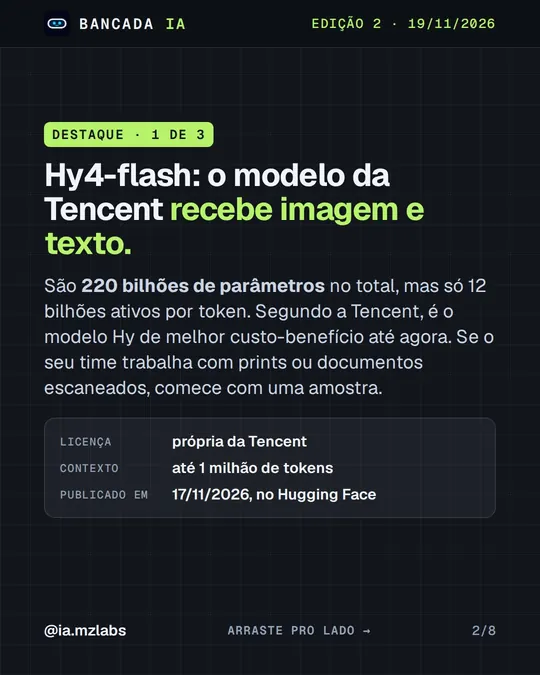 BANCADA IA
EDIÇÃO 2 · 19/11/2026
DESTAQUE · 1 DE 3
Hy4-flash: o modelo da
Tencent recebe imagem e
texto.
São 220 bilhões de parâmetros no total, mas só 12
bilhões ativos por token. Segundo a Tencent, é o
modelo Hy de melhor custo-benefício até agora. Se o
seu time trabalha com prints ou documentos
escaneados, comece com uma amostra.
LICENÇA própria da Tencent
CONTEXTO até 1 milhão de tokens
PUBLICADO EM 17/11/2026, no Hugging Face
@ia.mzlabs
ARRASTE PRO LADO →
2/8